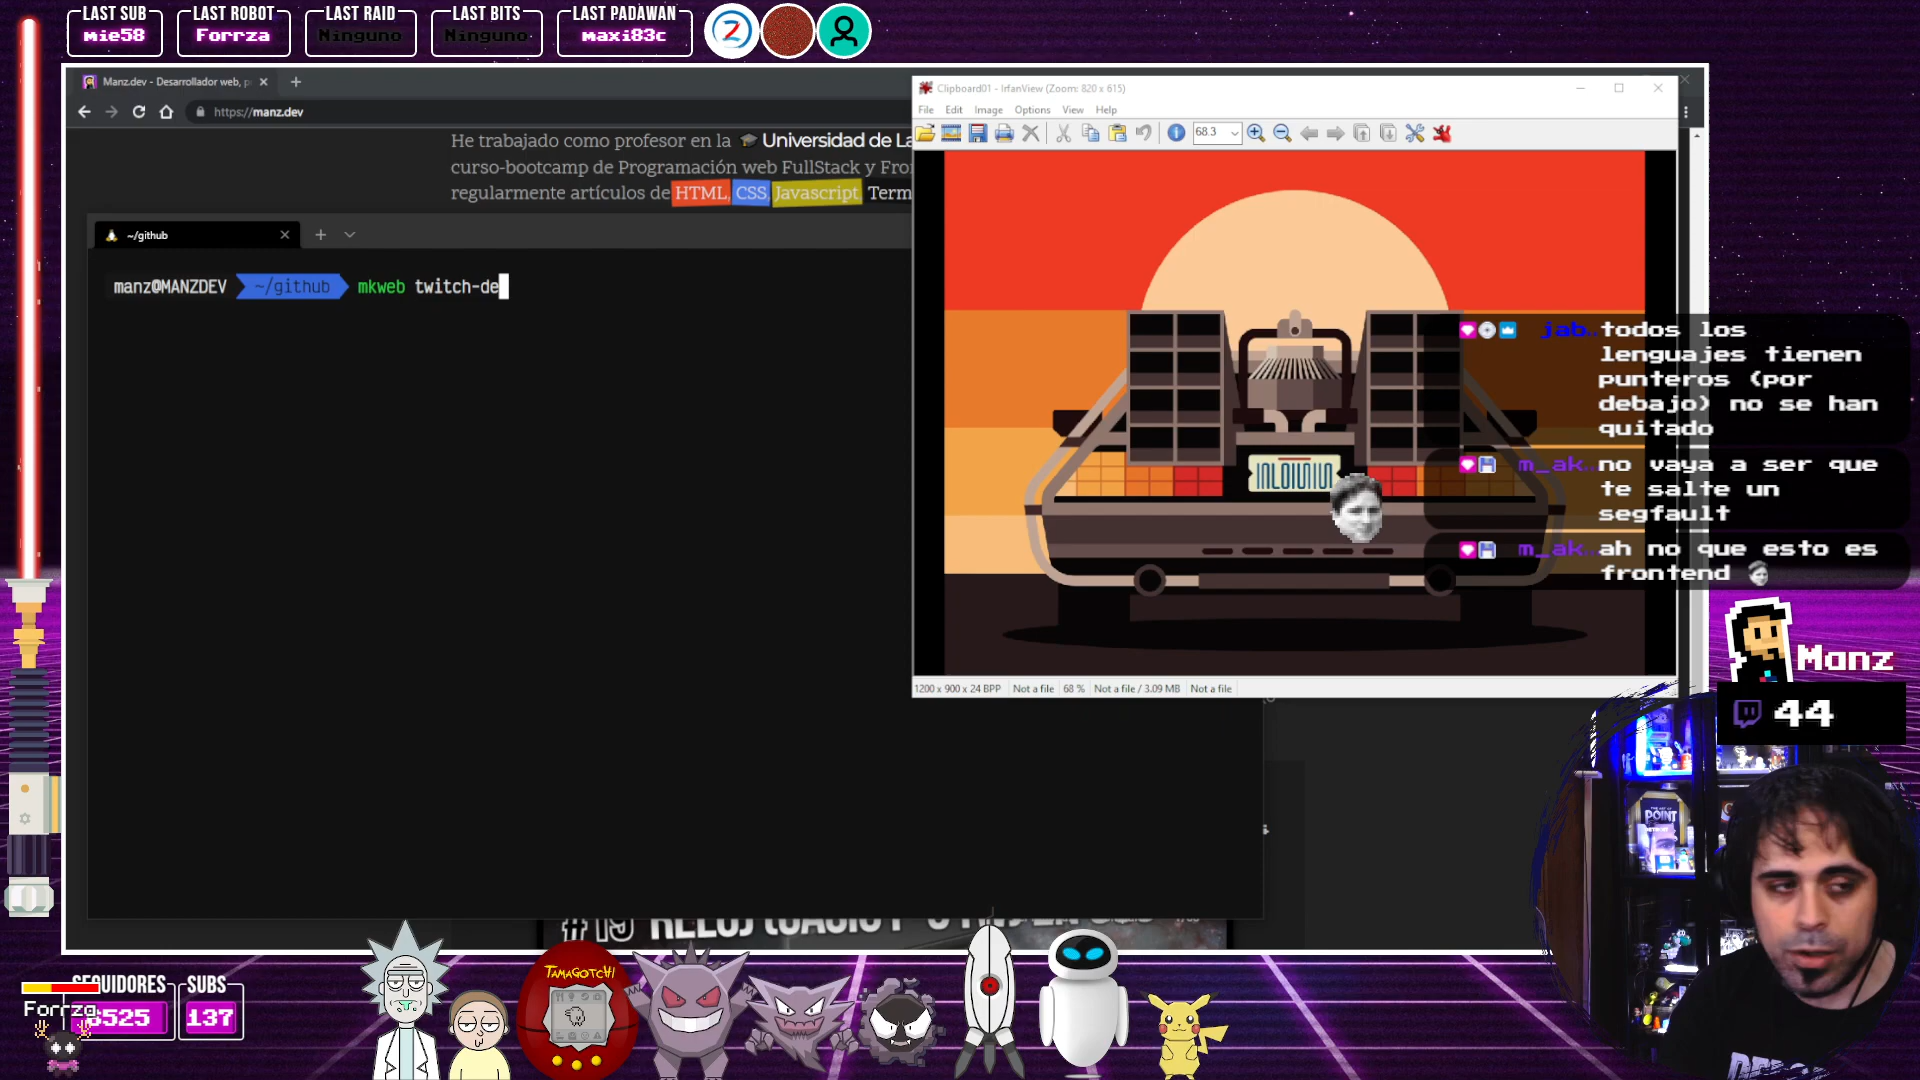 LAST SUB
mie58
LAST ROBOT
Forrza
LAST RAID
Ninguno
LAST BITS
Ninguno
LAST PADAWAN
maxi83c
Manz.dev - Desarrollador web, p
https://manz.dev
He trabajado como profesor en la 🎓 Universidad de La
curso-bootcamp de Programación web FullStack y Fro
regularmente artículos de HTML, CSS, Javascript, Term
~/github
manz@MANZDEV ~/github mkweb twitch-de
Clipboard01 - IrfanView (Zoom: 820 x 615)
File Edit Image Options View Help
68.3
1200 x 900 x 24 BPP Not a file 68 % Not a file / 3.09 MB Not a file
jab.. todos los
lenguajes tienen
punteros (por
debajo) no se han
quitado
m_ak.. no vaya a ser que
te salte un
segfault
m_ak.. ah no que esto es
frontend
Manz
44
POINT
TAMAGOTCHI
SEGUIDORES
6525
SUBS
137
Forrza